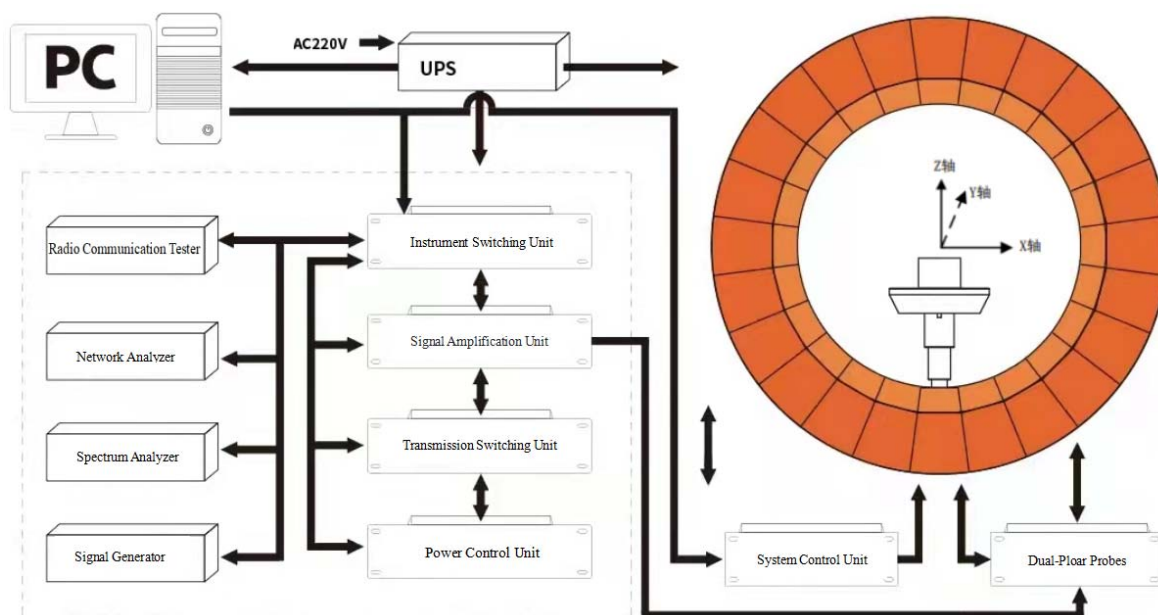 PC
AC220V
UPS
Z轴
Y轴
X轴
Radio Communication Tester
Instrument Switching Unit
Network Analyzer
Signal Amplification Unit
Spectrum Analyzer
Transmission Switching Unit
Signal Generator
Power Control Unit
System Control Unit
Dual-Ploar Probes